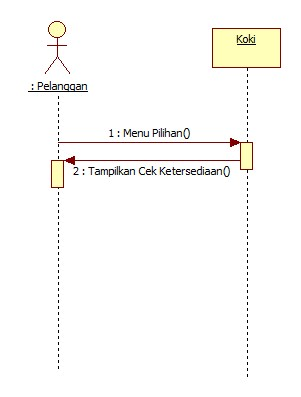 Koki
: Pelanggan
1 : Menu Pilihan()
2 : Tampilkan Cek Ketersediaan()